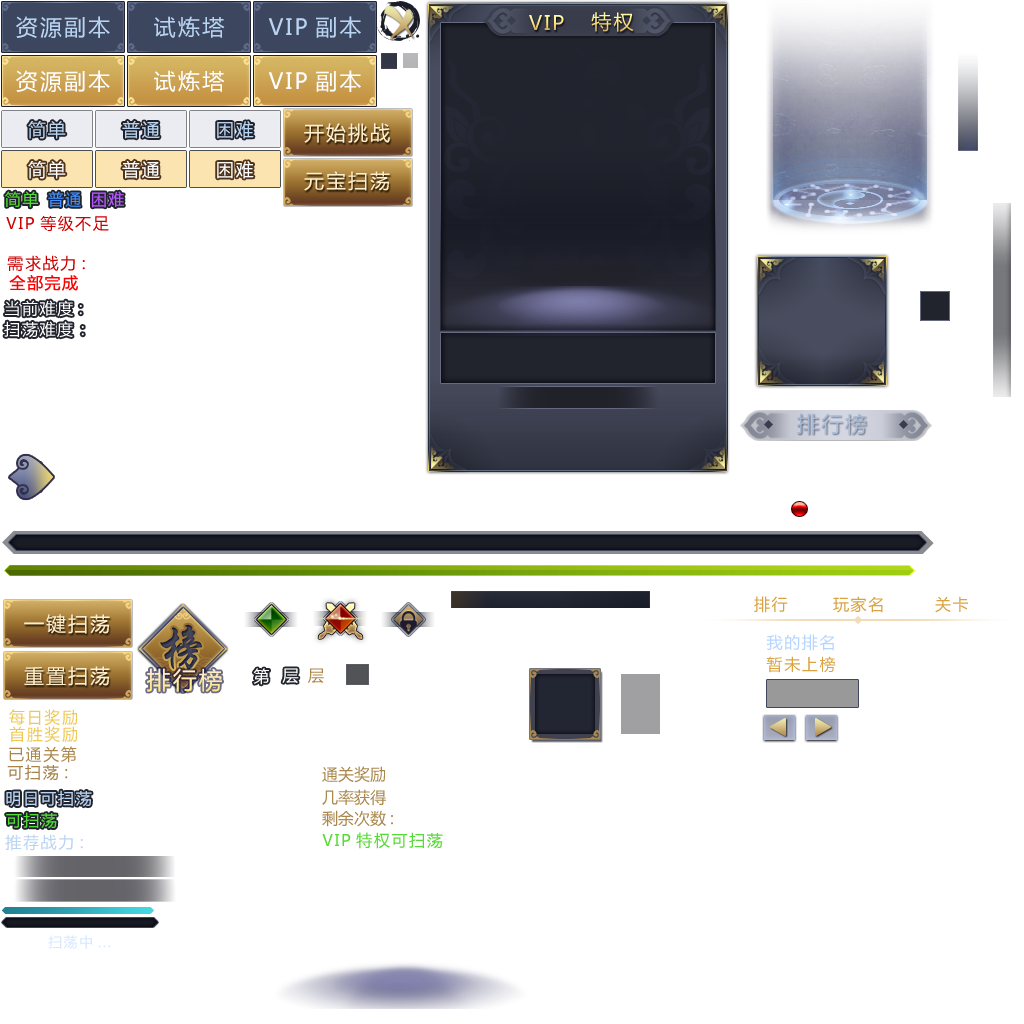 资源副本 试炼塔 VIP 副本
资源副本 试炼塔 VIP 副本
简单 普通 困难
简单 普通 困难
开始挑战
元宝扫荡
简单 普通 困难
VIP 等级不足
需求战力 :
全部完成
当前难度 :
扫荡难度 :
VIP 特权
排行榜
一键扫荡
重置扫荡
榜
排行榜
第 层 层
排行 玩家名 关卡
我的排名
暂未上榜
每日奖励
首胜奖励
已通关第
可扫荡 :
明日可扫荡
可扫荡
推荐战力 :
通关奖励
几率获得
剩余次数 :
VIP 特权可扫荡
扫荡中 ...